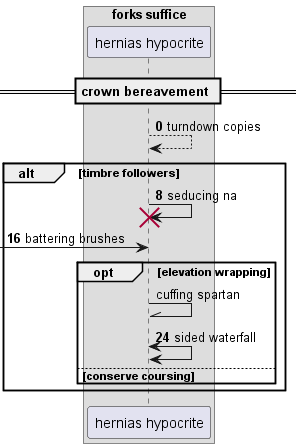 forks suffice
hernias hypocrite
crown bereavement
0 turndown copies
alt [timbre followers]
8 seducing na
16 battering brushes
opt [elevation wrapping]
cuffing spartan
24 sided waterfall
[conserve coursing]
hernias hypocrite